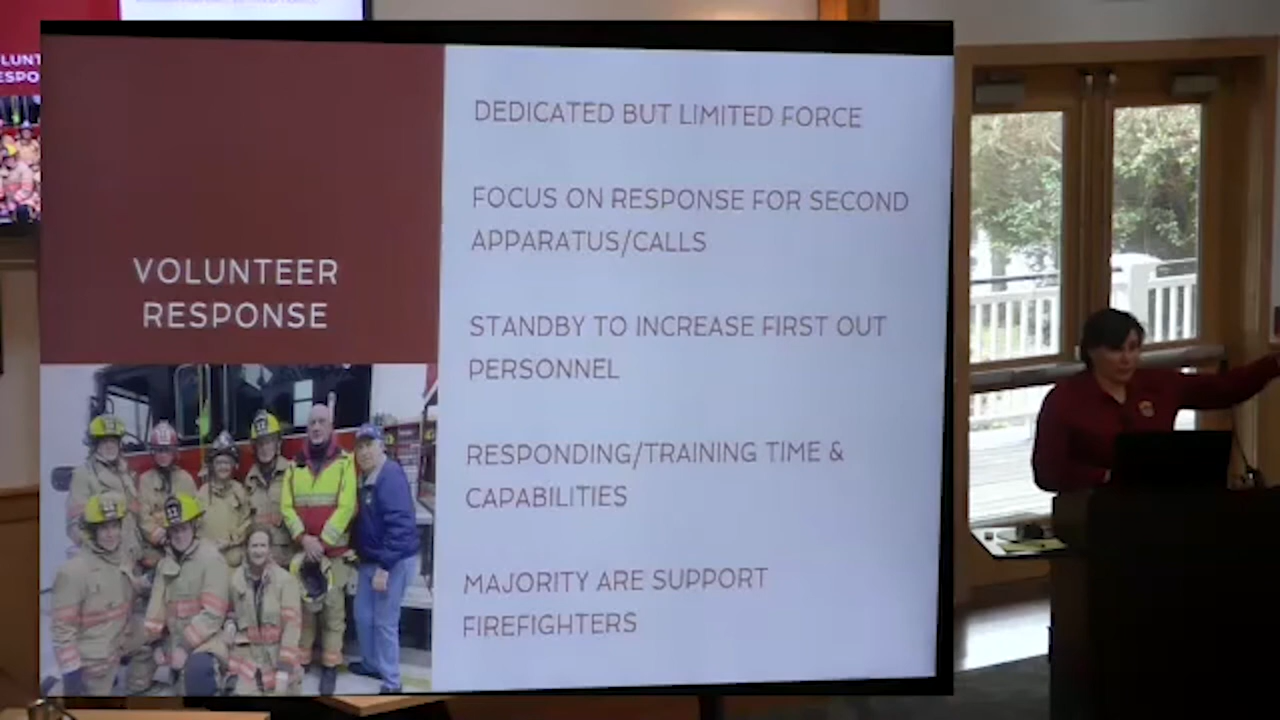 VOLUNTEER
RESPONSE
DEDICATED BUT LIMITED FORCE
FOCUS ON RESPONSE FOR SECOND
APPARATUS/CALLS
STANDBY TO INCREASE FIRST OUT
PERSONNEL
RESPONDING/TRAINING TIME &
CAPABILITIES
MAJORITY ARE SUPPORT
FIREFIGHTERS